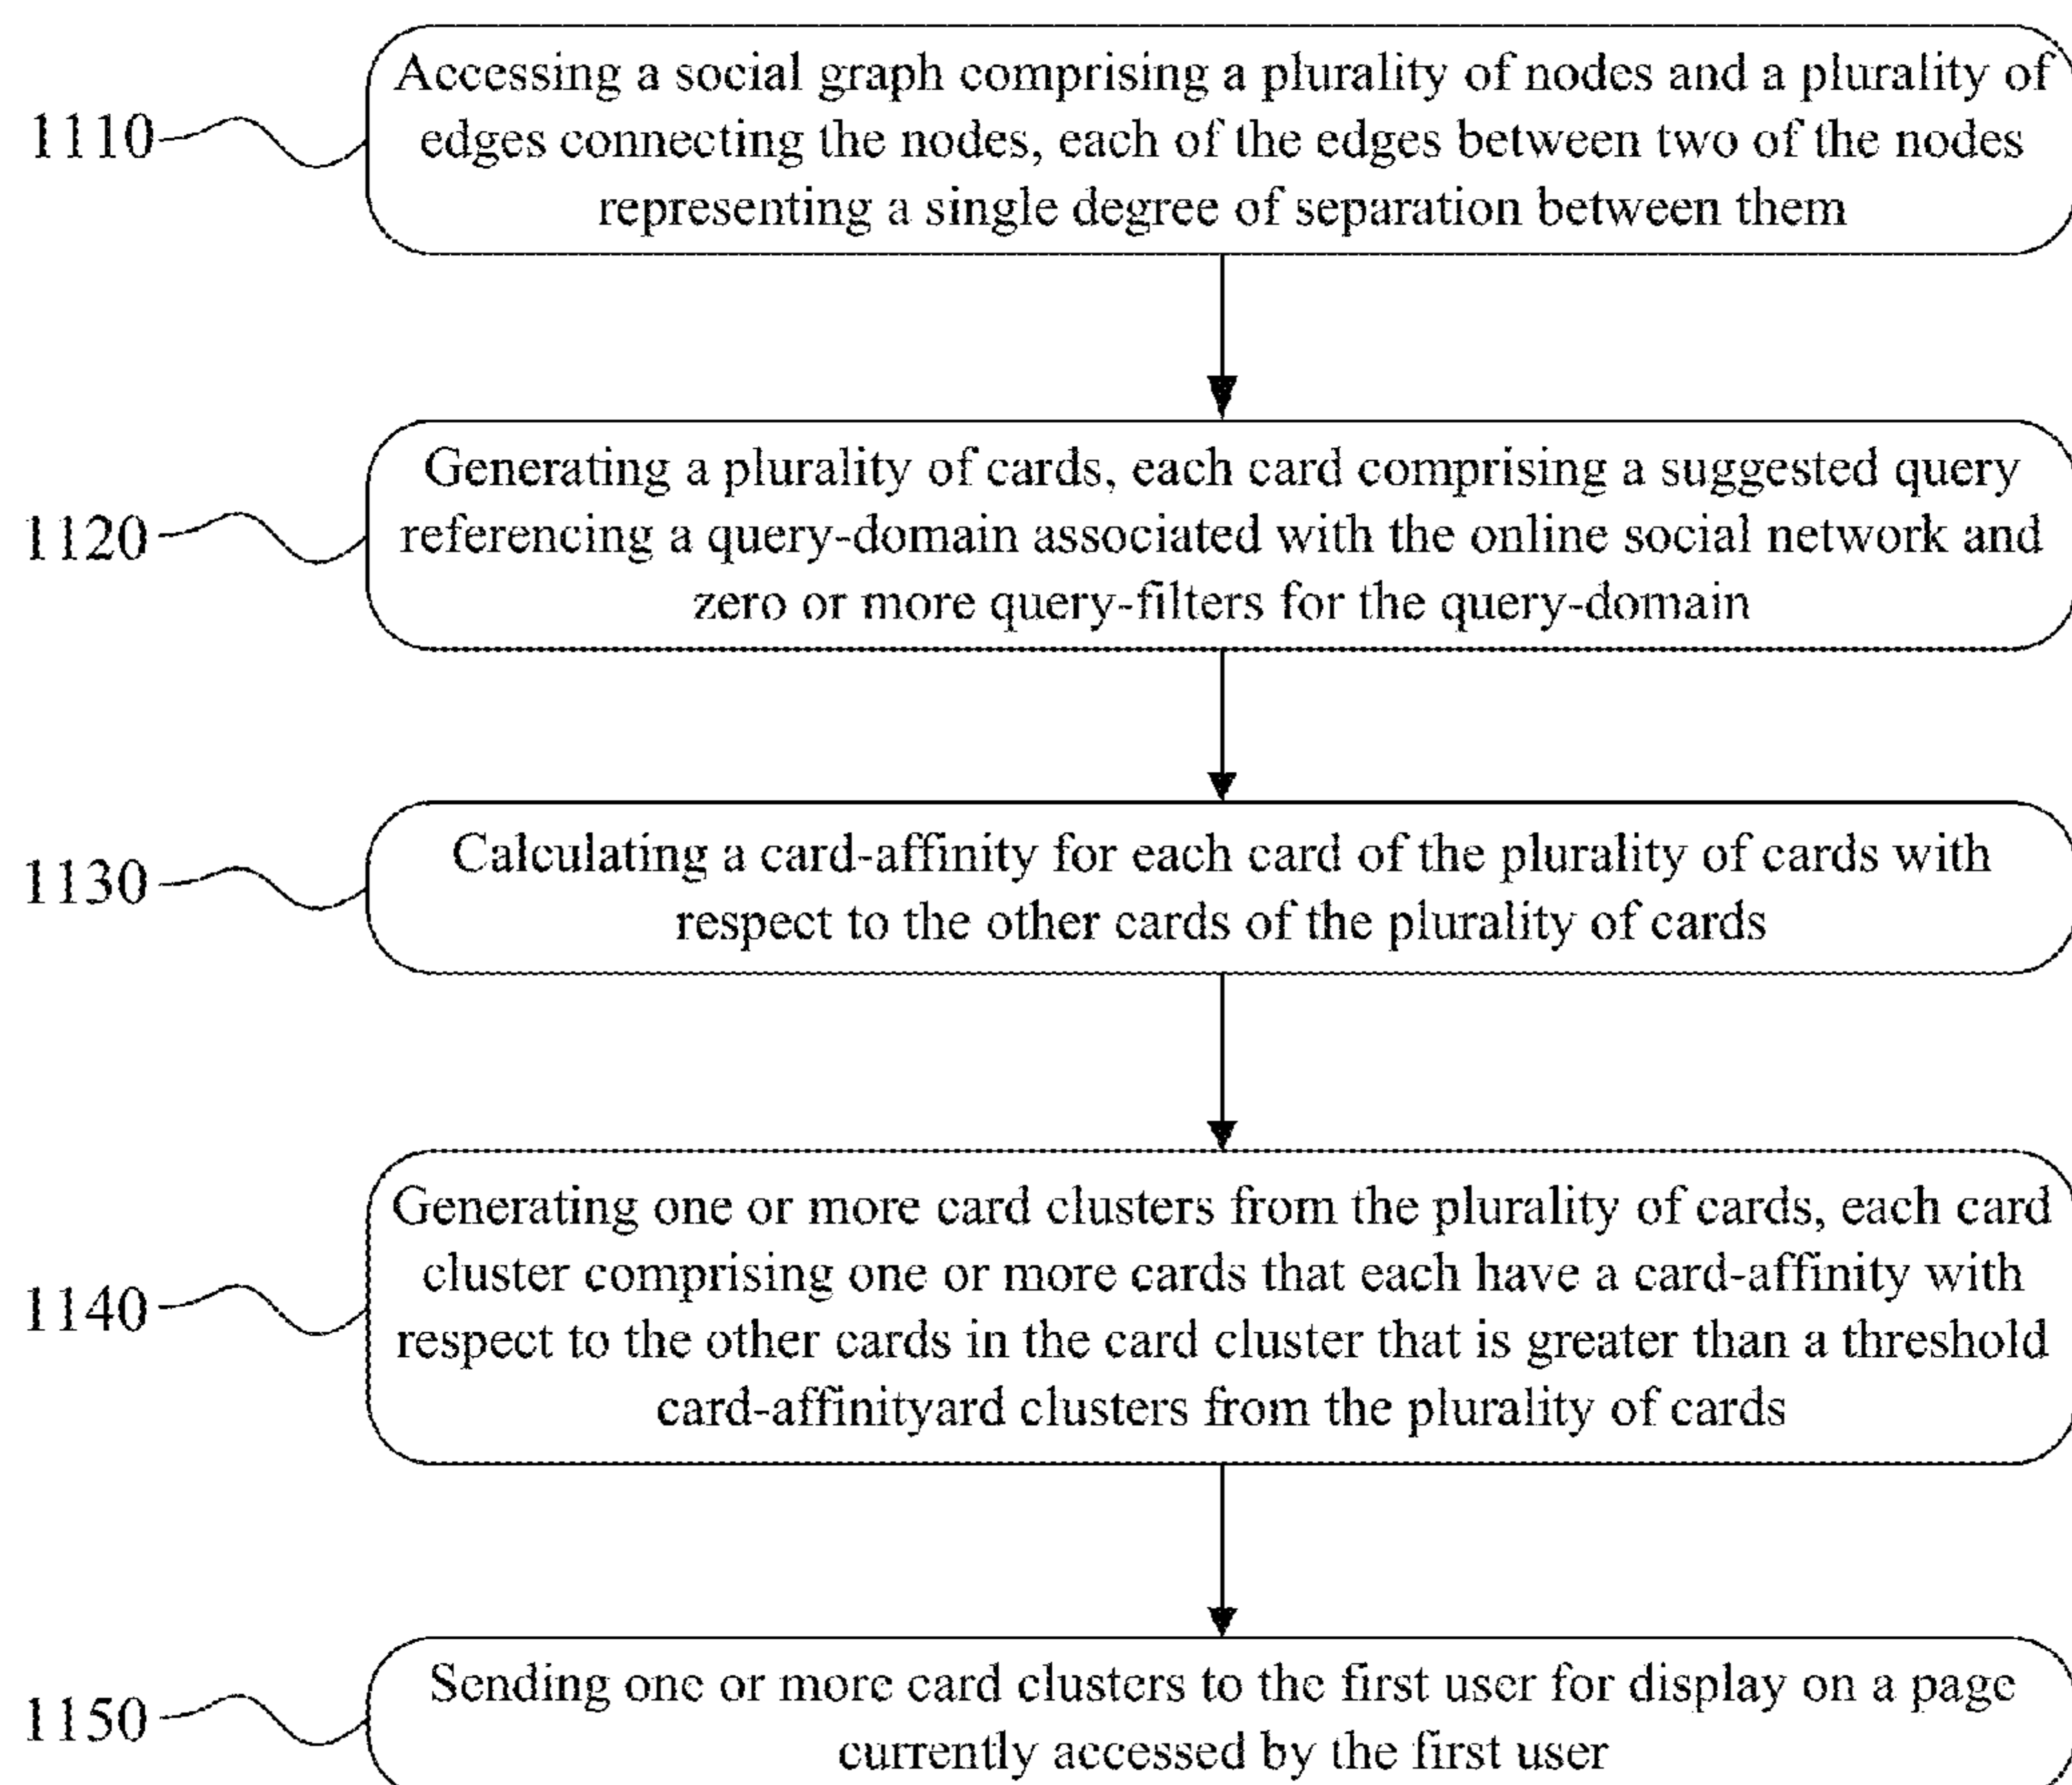 Accessing a social graph comprising a plurality of nodes and a plurality of
1110
edges connecting the nodes, each of the edges between two of the nodes
representing a single degree of separation between them
Generating a plurality of cards, each card comprising a suggested query
1120
referencing a query-domain associated with the online social network and
zero or more query-filters for the query-domain
1130
Calculating a card-affinity for each card of the plurality of cards with
respect to the other cards of the plurality of cards
Generating one or more card clusters from the plurality of cards, each card
cluster comprising one or more cards that each have a card-affinity with
1140
respect to the other cards in the card cluster that is greater than a threshold
card-affinityard clusters from the plurality of cards
1150
Sending one or more card clusters to the first user for display on a page
currently accessed by the first user